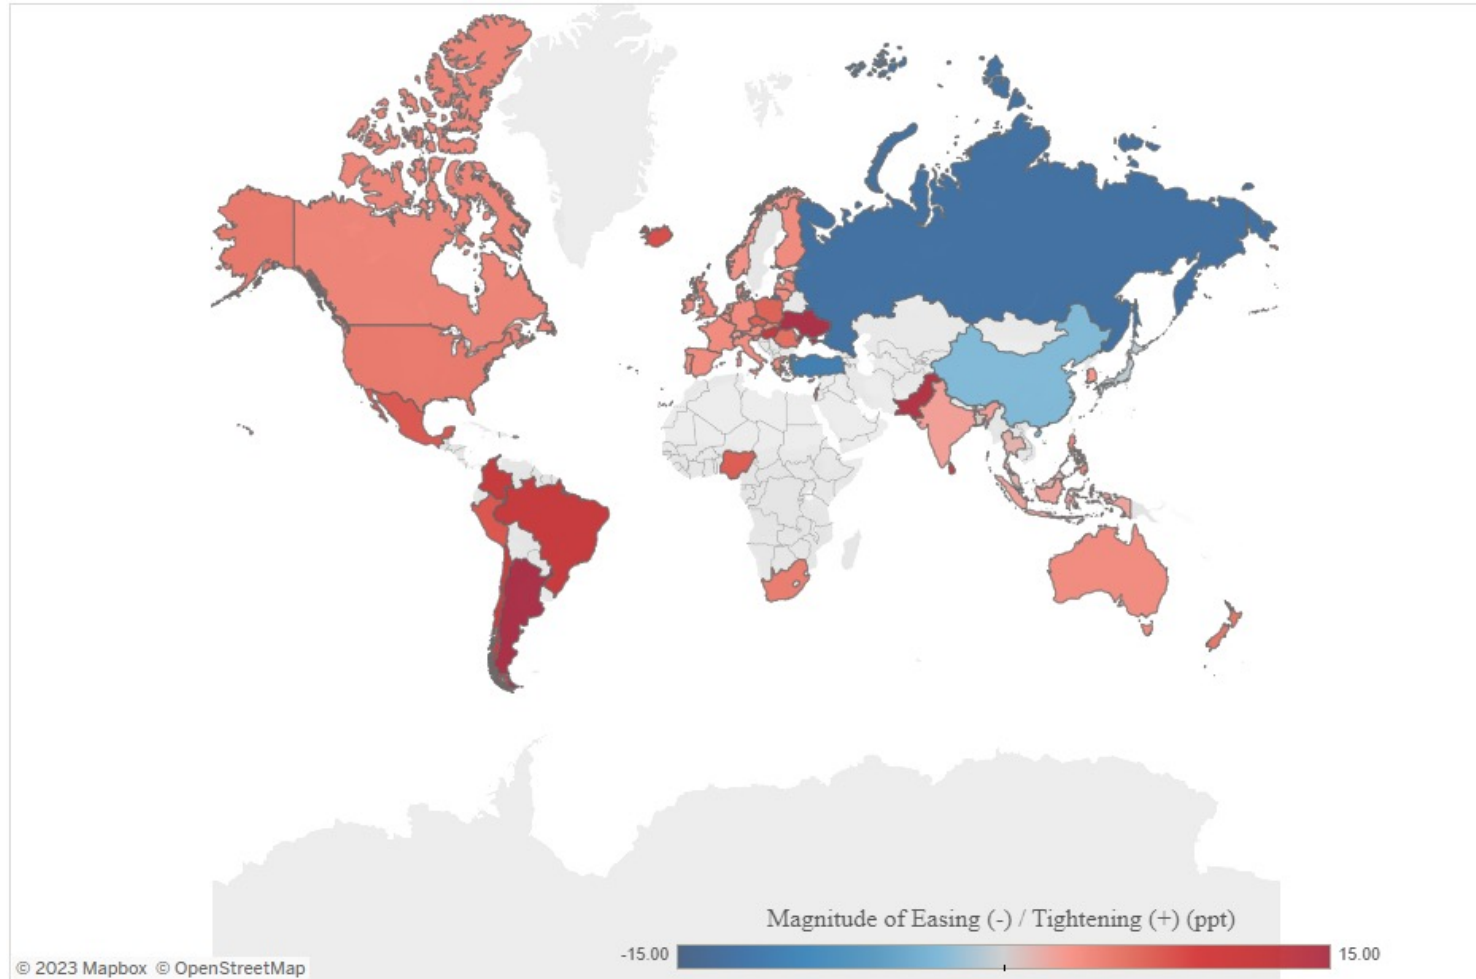 Magnitude of Easing (-) / Tightening (+) (ppt)
-15.00
15.00
© 2023 Mapbox © OpenStreetMap